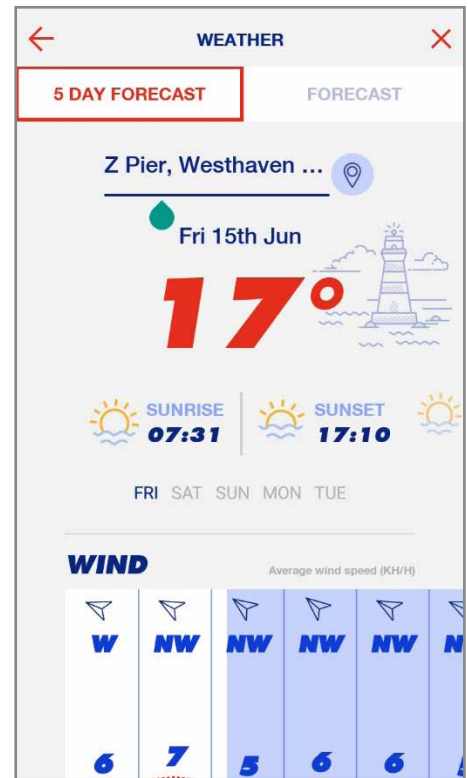 WEATHER
5 DAY FORECAST FORECAST
Z Pier, Westhaven ...
Fri 15th Jun
17°
SUNRISE SUNSET
07:31 17:10
FRI SAT SUN MON TUE
WIND Average wind speed (KH/H)
W NW NW NW NW
6 7 5 6 6